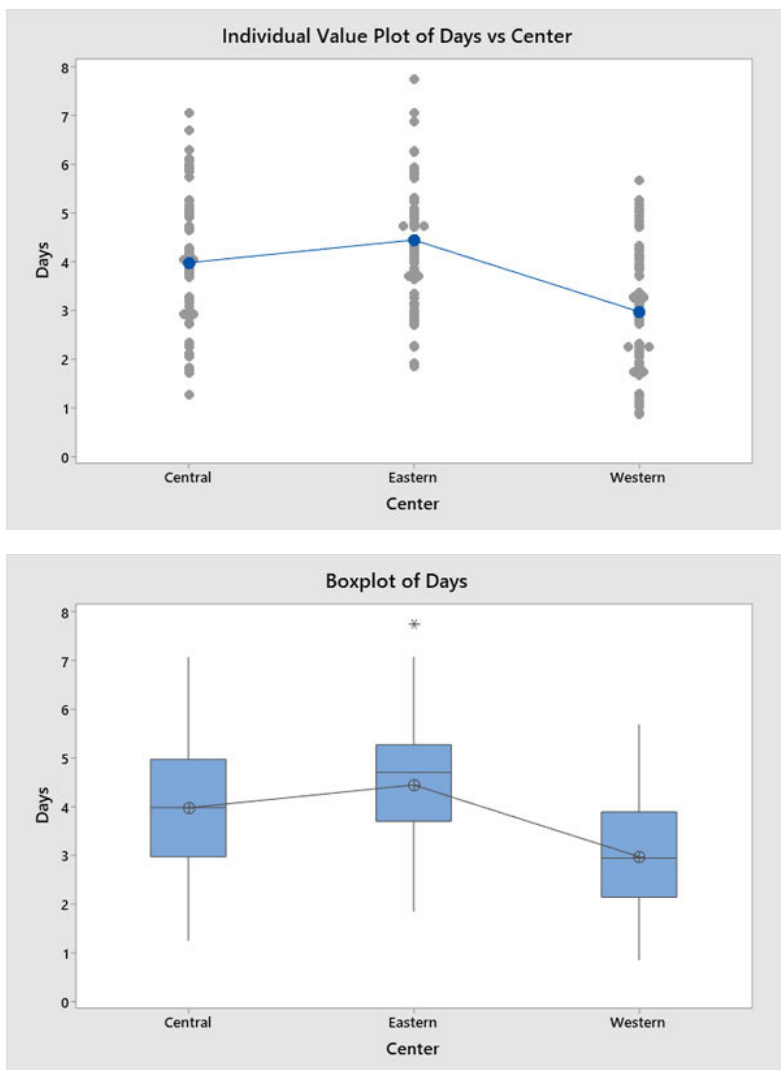 Individual Value Plot of Days vs Center
8
7
6
5
4
3
2
1
0
Days
Central Eastern Western
Center
Boxplot of Days
8
7
6
5
4
3
2
1
0
Days
Central Eastern Western
Center